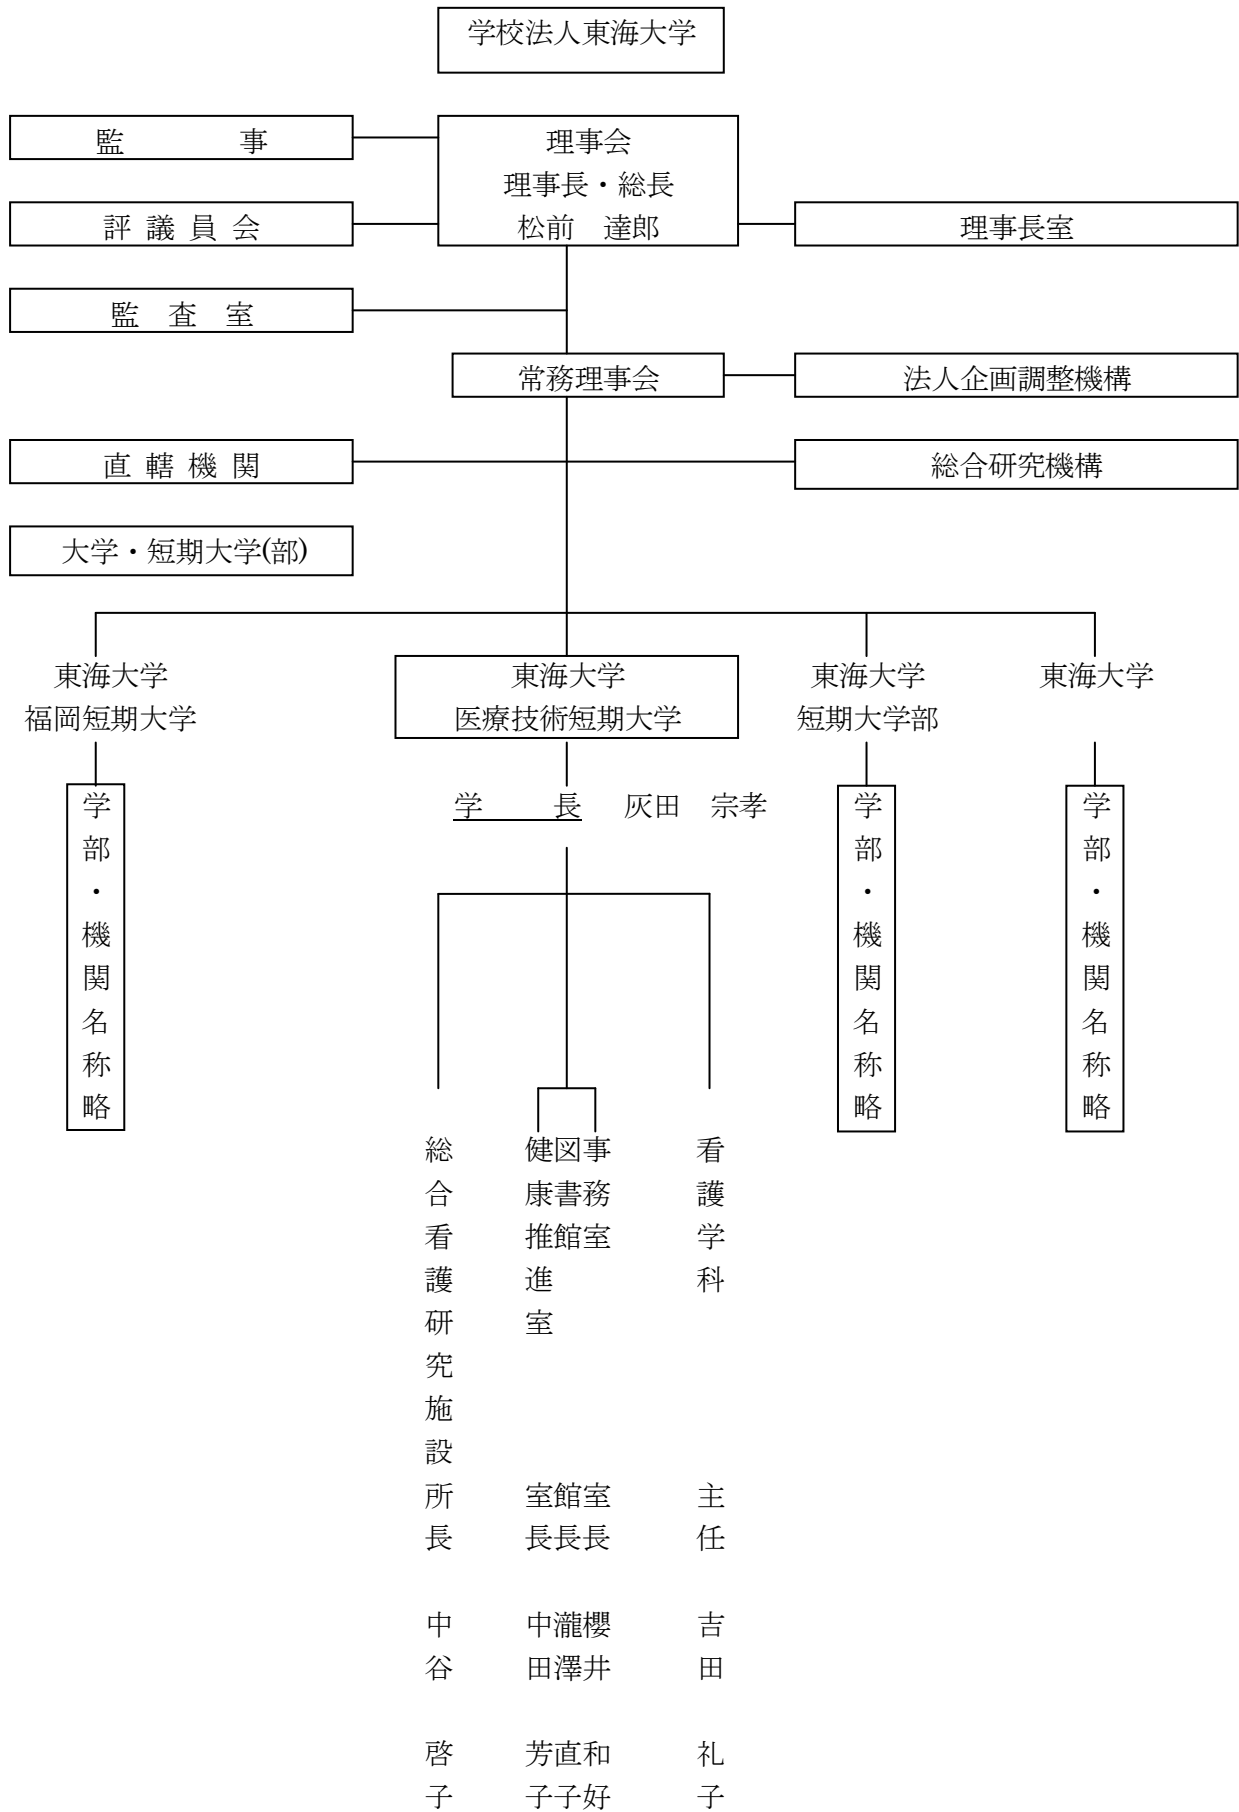 学校法人東海大学
監　　　　事
理事会
理事長・総長
松前　達郎
評 議 員 会
理事長室
監　査　室
常務理事会
法人企画調整機構
直 轄 機 関
総合研究機構
大学・短期大学(部)
東海大学
福岡短期大学
東海大学
医療技術短期大学
東海大学
短期大学部
東海大学
学部・機関名称略
学　　長　灰田　宗孝
学部・機関名称略
学部・機関名称略
総合看護研究施設所長　中谷　啓子
健康推進室　室長　中田　芳子
図書館　館長　瀧澤　直子
事務室　室長　櫻井　和好
看護学科　主任　吉田　礼子